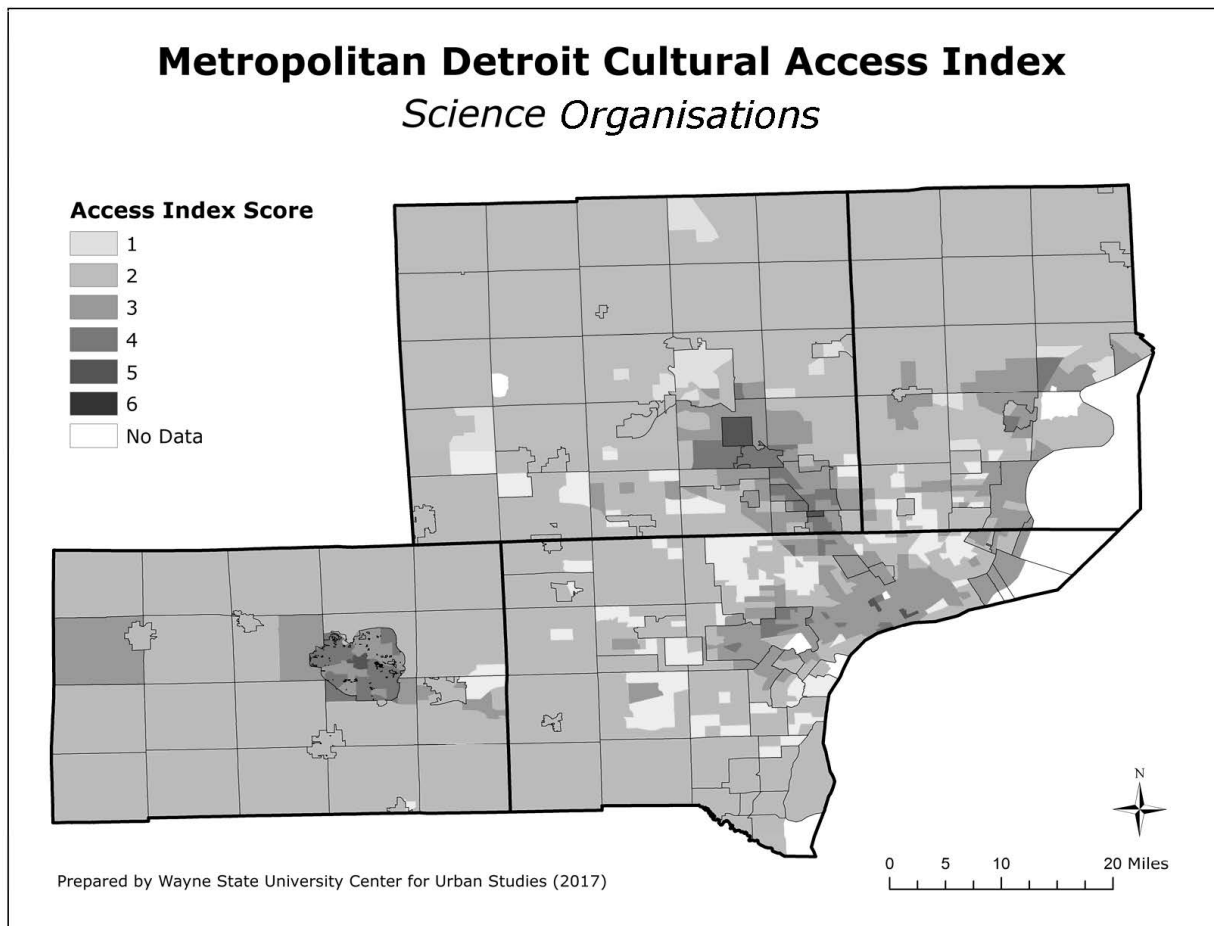 Metropolitan Detroit Cultural Access Index
Science Organisations
Access Index Score
1
2
3
4
5
6
No Data
N
0 5 10 20 Miles
Prepared by Wayne State University Center for Urban Studies (2017)